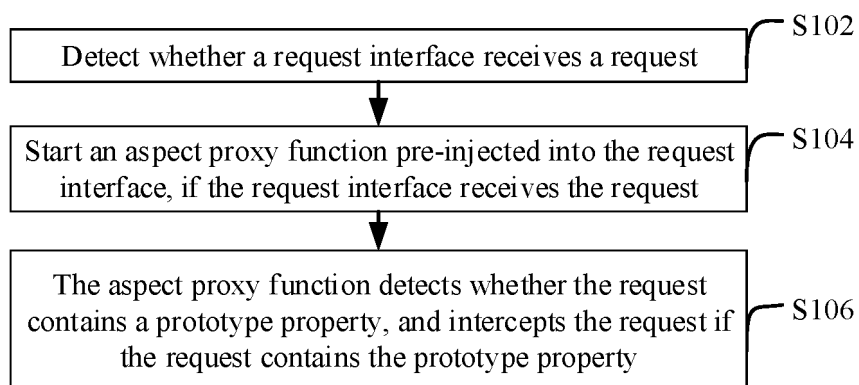 S102
Detect whether a request interface receives a request
S104
Start an aspect proxy function pre-injected into the request
interface, if the request interface receives the request
The aspect proxy function detects whether the request
contains a prototype property, and intercepts the request if
the request contains the prototype property
S106